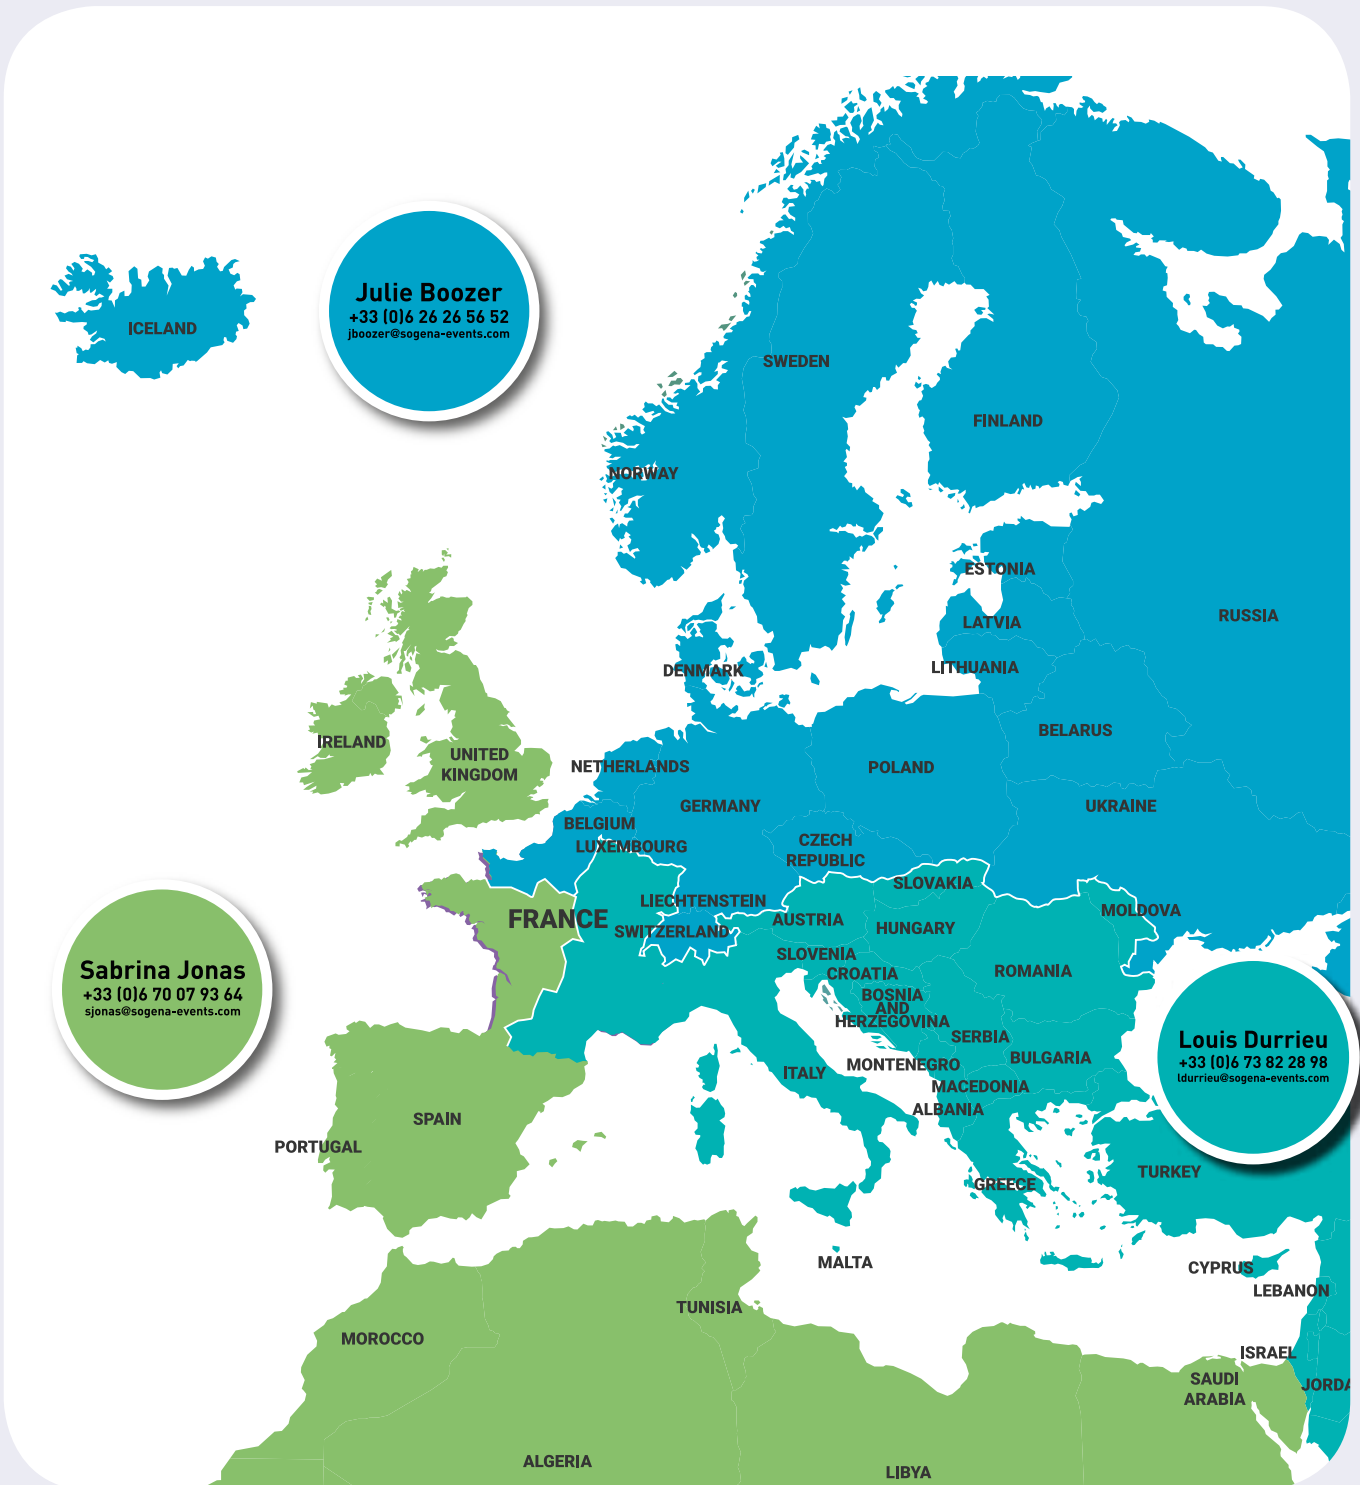 Julie Boozer
+33 (0)6 26 26 56 52
jboozer@sogena-events.com
ICELAND
SWEDEN
FINLAND
NORWAY
ESTONIA
RUSSIA
LATVIA
LITHUANIA
DENMARK
BELARUS
IRELAND
UNITED
KINGDOM
NETHERLANDS
POLAND
GERMANY
UKRAINE
BELGIUM
CZECH
REPUBLIC
LUXEMBOURG
SLOVAKIA
LIECHTENSTEIN
MOLDOVA
FRANCE
AUSTRIA
HUNGARY
SWITZERLAND
SLOVENIA
CROATIA
ROMANIA
Sabrina Jonas
+33 (0)6 70 07 93 64
sjonas@sogena-events.com
BOSNIA
AND
HERZEGOVINA
SERBIA
Louis Durrieu
+33 (0)6 73 82 28 98
ldurrieu@sogena-events.com
BULGARIA
MONTENEGRO
ITALY
MACEDONIA
ALBANIA
SPAIN
PORTUGAL
TURKEY
GREECE
MALTA
CYPRUS
LEBANON
TUNISIA
MOROCCO
ISRAEL
SAUDI
ARABIA
JORDA
ALGERIA
LIBYA